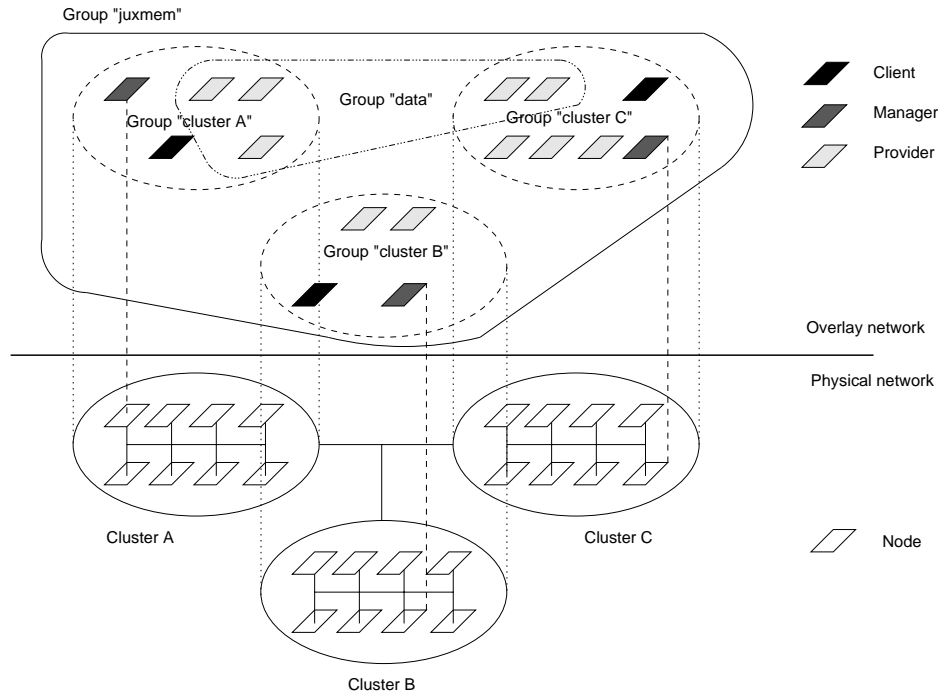 Group "juxmem"
Client
Group "data"
Group "cluster A"
Group "cluster C"
Manager
Provider
Group "cluster B"
Overlay network
Physical network
Cluster A
Cluster C
Node
Cluster B